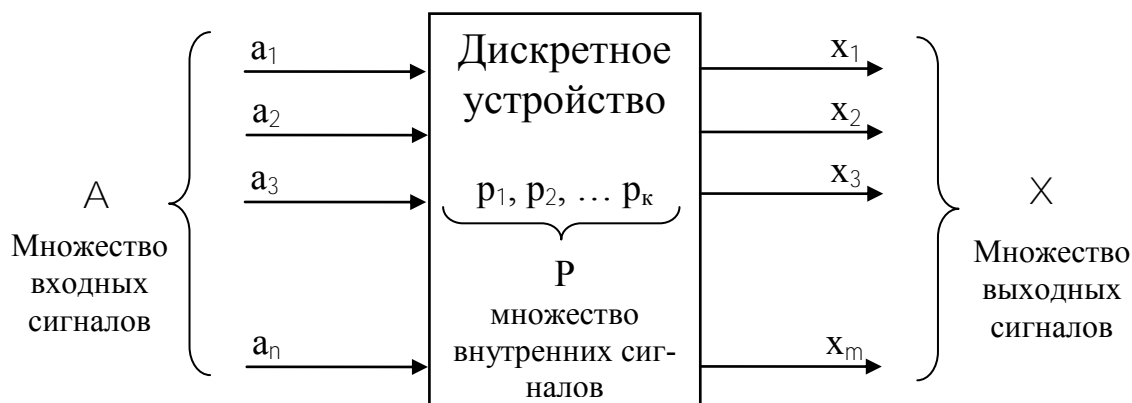 A
Множество
входных
сигналов
a₁
a₂
a₃
aₙ
Дискретное
устройство
p₁, p₂, … pк
P
множество
внутренних сиг-
налов
x₁
x₂
x₃
xₘ
X
Множество
выходных
сигналов